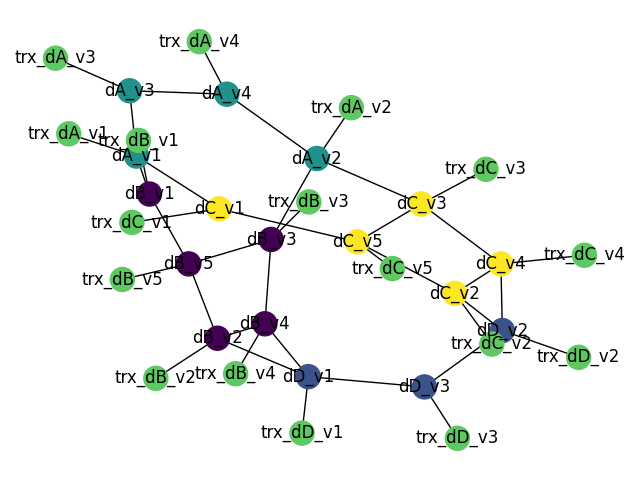 trx_dA_v4
trx_dA_v3
dA_v3
dA_v4
trx_dA_v2
trx_dA_v1
trx_dB_v1
dA_v1
dA_v2
trx_dC_v3
dB_v1
trx_dB_v3
dC_v3
dC_v1
trx_dC_v1
dB_v3
dC_v5
trx_dC_v4
dB_v5
trx_dC_v5
dC_v4
trx_dB_v5
dC_v2
dB_v4
dD_v2
dB_v2
trx_dC_v2
trx_dD_v2
trx_dB_v2
trx_dB_v4
dD_v1
dD_v3
trx_dD_v1
trx_dD_v3